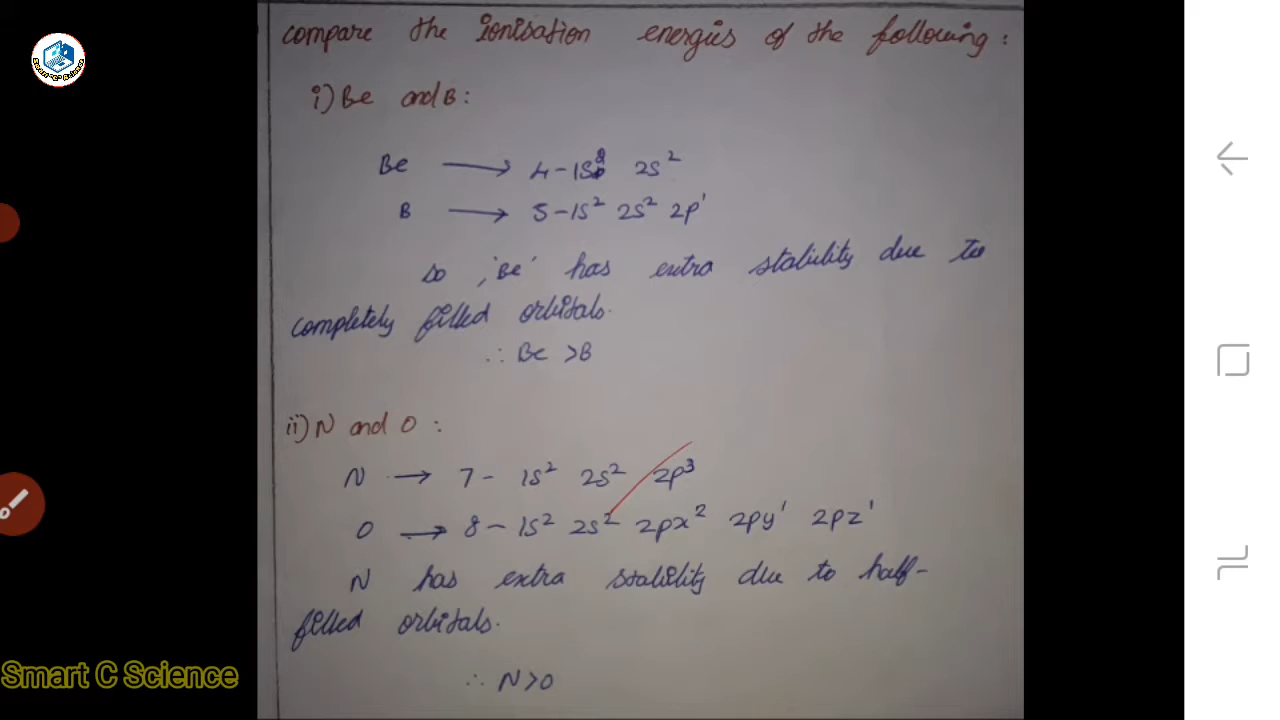 compare the ionisation energies of the following :
Smart "C" Science
i) Be and B :
Be → 4 - 1s² 2s²
B → 5 - 1s² 2s² 2p¹
so 'Be' has extra stability due to
completely filled orbitals.
∴ Be > B
ii) N and O :
N → 7 - 1s² 2s² 2p³
O → 8 - 1s² 2s² 2px² 2py¹ 2pz¹
N has extra stability due to half-
filled orbitals.
Smart C Science
∴ N > O